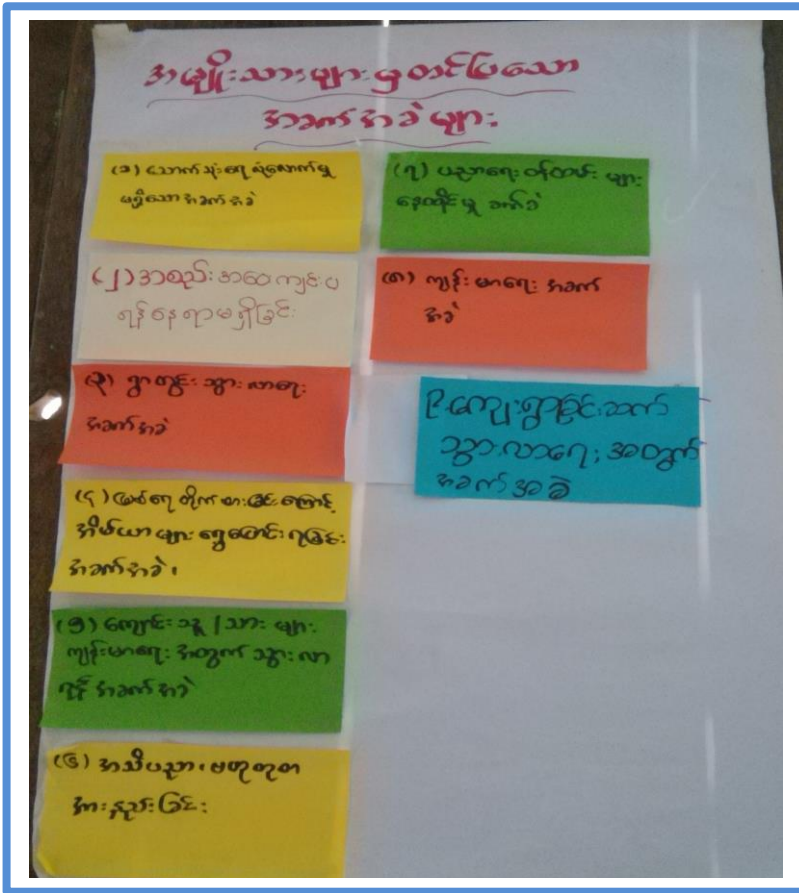 အမျိုးသားများမှတင်ပြသော
အခက်အခဲများ
(၁) သောက်သုံးရေ လုံလောက်မှု
မရှိသောအခက်အခဲ
(၂) အစည်းအဝေးကျင်းပ
ရန်နေရာမရှိခြင်း
(၃) ရွာတွင်းသွားလာရေး
အခက်အခဲ
(၄) မြစ်ရေတိုက်စားခြင်းကြောင့်
အိမ်ယာများရွှေ့ပြောင်းရခြင်း
အခက်အခဲ။
(၅) ကျောင်းသူ/သားများ
ကျန်းမာရေးအတွက်သွားလာ
ရန်အခက်အခဲ
(၆) အသိပညာ၊ ဗဟုသုတ
အားနည်းခြင်း
(၇) ပညာရေးဝန်ထမ်းများ
နေထိုင်မှုခက်ခဲ
(၈) ကျန်းမာရေးအခက်
အခဲ
၉-ကျေးရွာချင်းဆက်
သွားလာရေးအတွက်
အခက်အခဲ